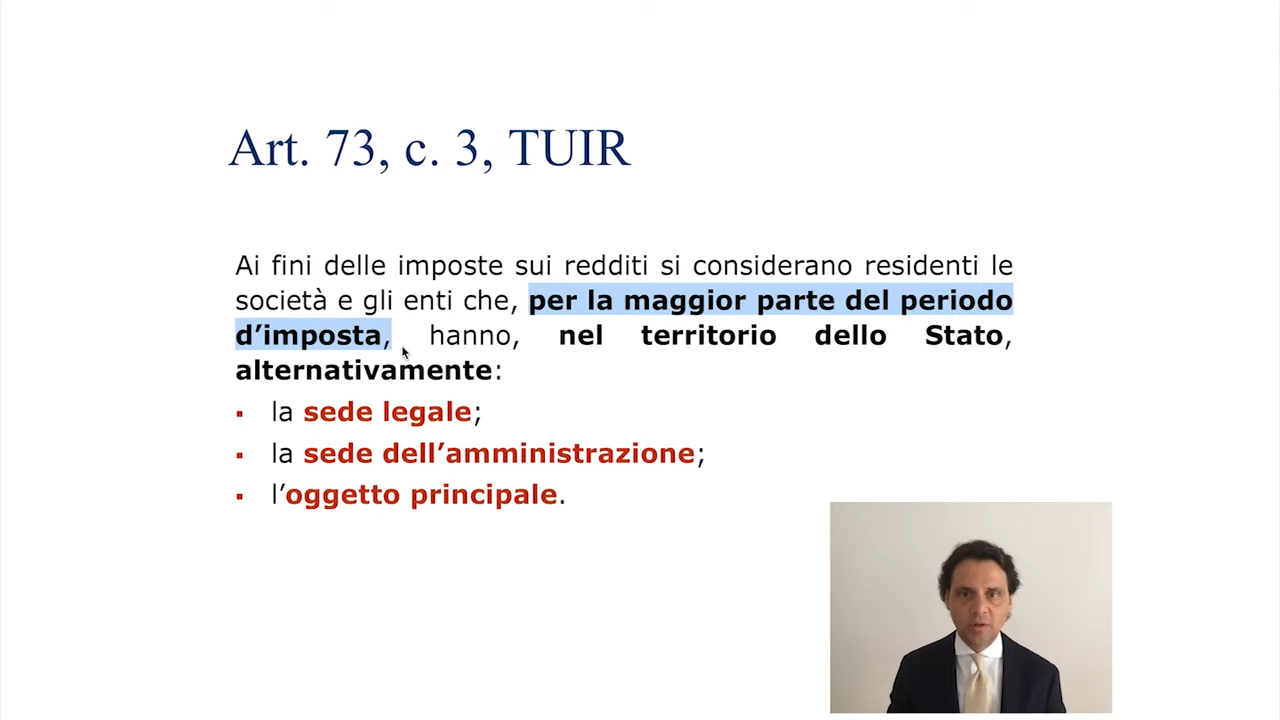 Art. 73, c. 3, TUIR
Ai fini delle imposte sui redditi si considerano residenti le
società e gli enti che, per la maggior parte del periodo
d’imposta, hanno, nel territorio dello Stato,
alternativamente:
▪ la sede legale;
▪ la sede dell’amministrazione;
▪ l’oggetto principale.